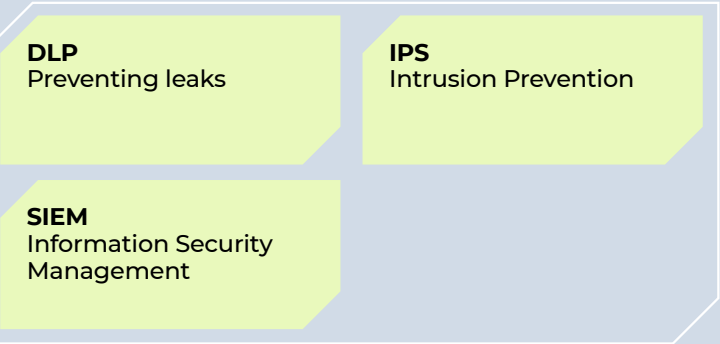 DLP
Preventing leaks
IPS
Intrusion Prevention
SIEM
Information Security
Management